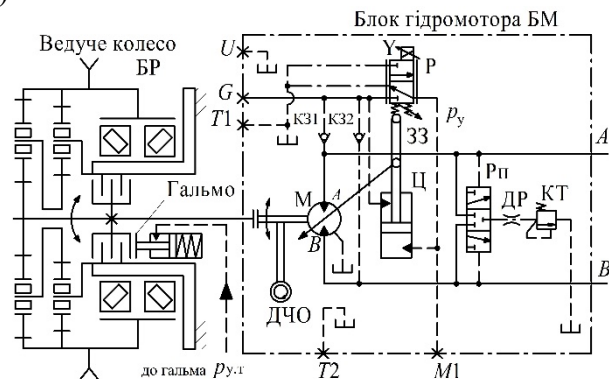 )
Блок гідромотора БМ
Ведуче колесо
БР
U
Y
Р
G
T1
КЗ1
КЗ2
pу
ЗЗ
A
Гальмо
М
A
Ц
Рп
ДР
КТ
B
B
ДЧО
до гальма pу.т
T2
M1